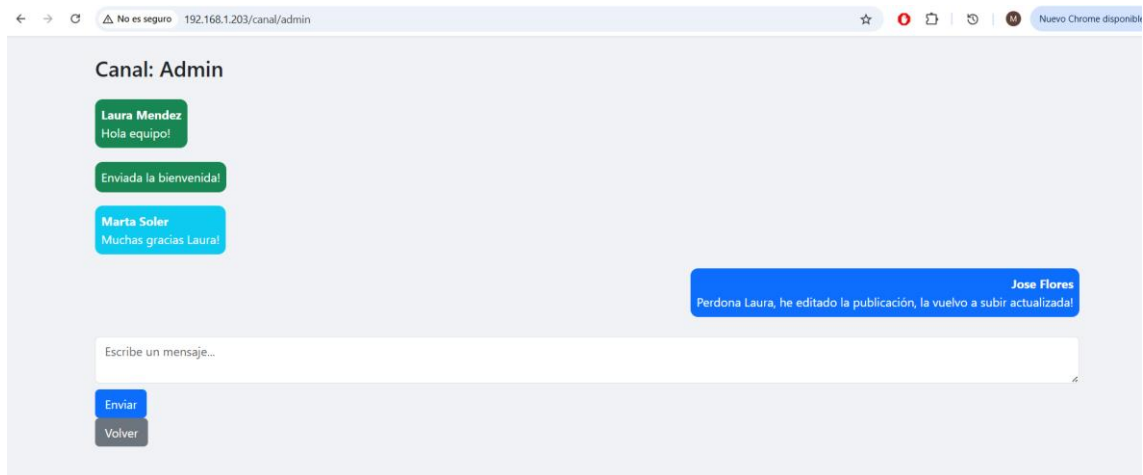 No es seguro 192.168.1.203/canal/admin M Nuevo Chrome disponible
Canal: Admin
Laura Mendez
Hola equipo!
Enviada la bienvenida!
Marta Soler
Muchas gracias Laura!
Jose Flores
Perdona Laura, he editado la publicación, la vuelvo a subir actualizada!
Escribe un mensaje...
Enviar
Volver